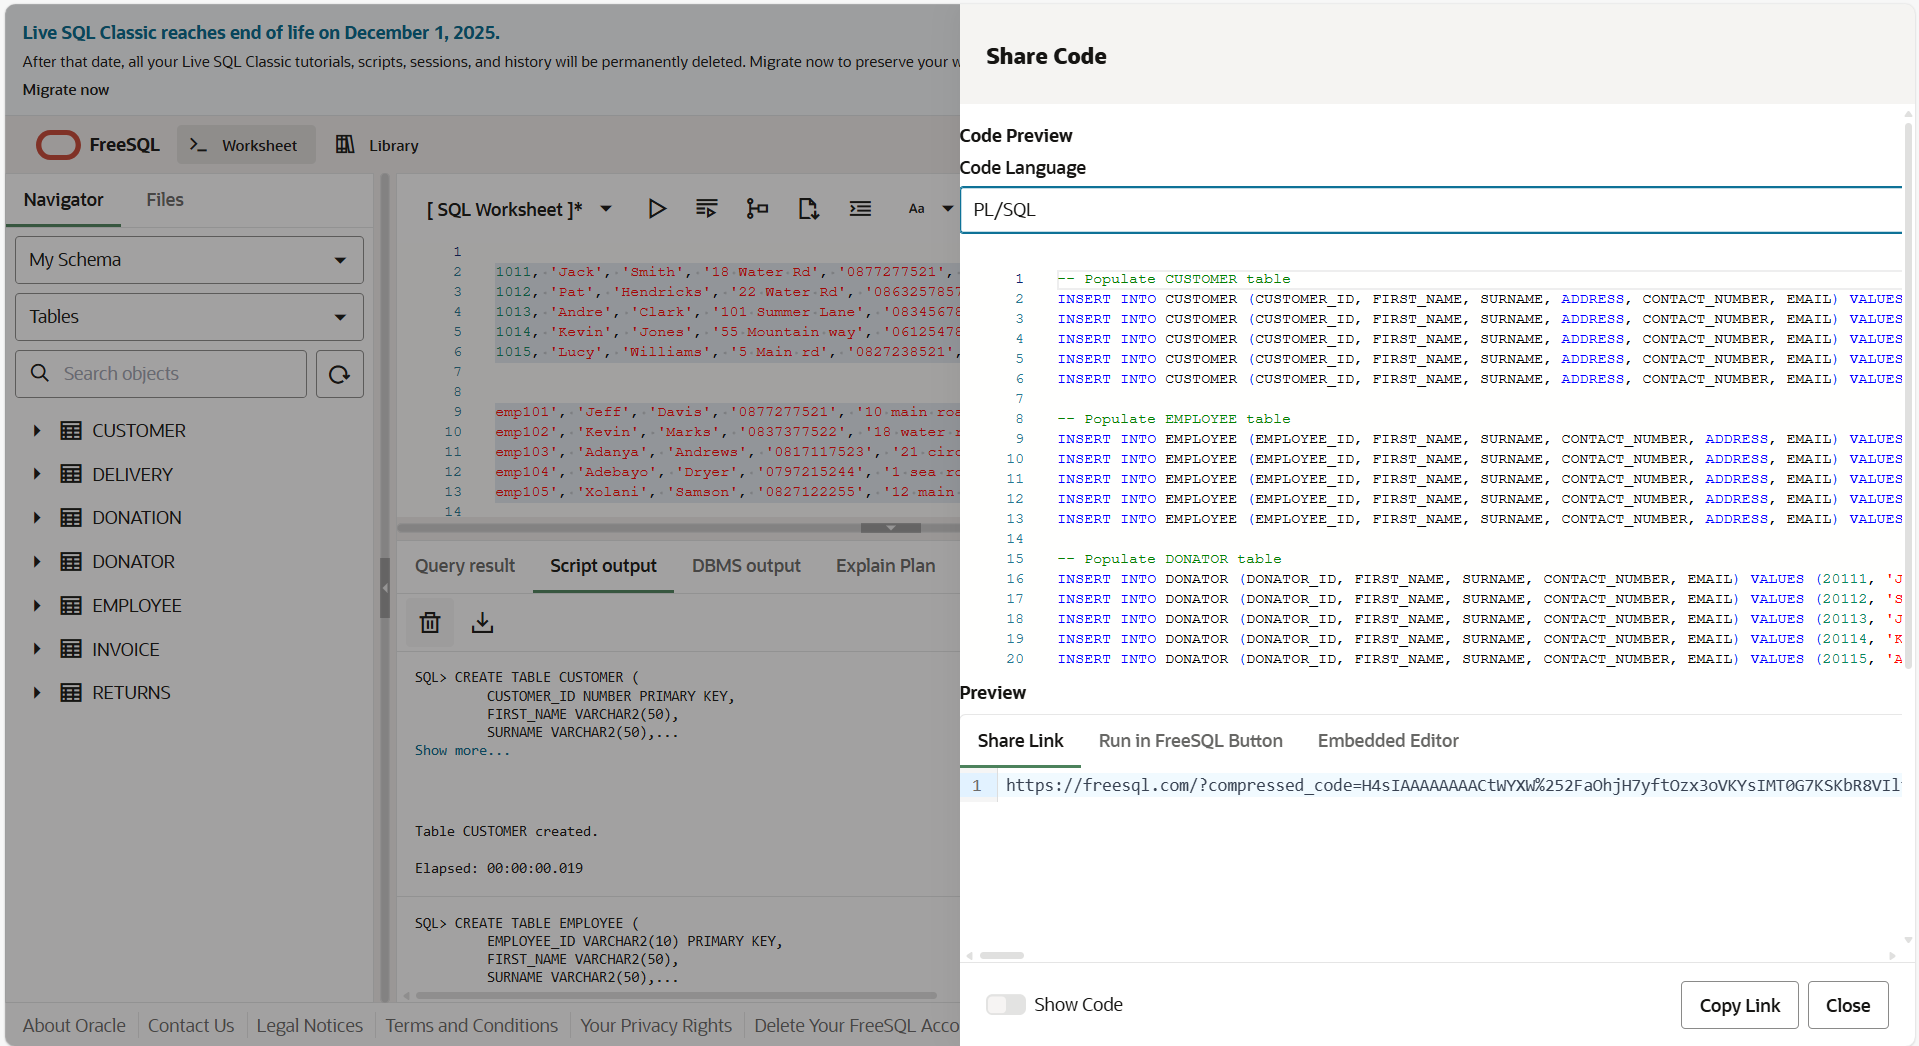 Live SQL Classic reaches end of life on December 1, 2025.
After that date, all your Live SQL Classic tutorials, scripts, sessions, and history will be permanently deleted. Migrate now to preserve your
Migrate now
FreeSQL
Worksheet
Library
Navigator
Files
My Schema
Tables
Search objects
CUSTOMER
DELIVERY
DONATION
DONATOR
EMPLOYEE
INVOICE
RETURNS
[ SQL Worksheet ]*
Aa
1
2 1011, 'Jack', 'Smith', '18 Water Rd', '0877277521',
3 1012, 'Pat', 'Hendricks', '22 Water Rd', '0863257857
4 1013, 'Andre', 'Clark', '101 Summer Lane', '08345678
5 1014, 'Kevin', 'Jones', '55 Mountain way', '06125478
6 1015, 'Lucy', 'Williams', '5 Main rd', '0827238521',
7
8
9 emp101', 'Jeff', 'Davis', '0877277521', '10 main roa
10 emp102', 'Kevin', 'Marks', '0837377522', '18 water r
11 emp103', 'Adanya', 'Andrews', '0817117523', '21 circ
12 emp104', 'Adebayo', 'Dryer', '0797215244', '1 sea ro
13 emp105', 'Xolani', 'Samson', '0827122255', '12 main
14
Query result
Script output
DBMS output
Explain Plan
SQL> CREATE TABLE CUSTOMER (
CUSTOMER_ID NUMBER PRIMARY KEY,
FIRST_NAME VARCHAR2(50),
SURNAME VARCHAR2(50),...
Show more...
Table CUSTOMER created.
Elapsed: 00:00:00.019
SQL> CREATE TABLE EMPLOYEE (
EMPLOYEE_ID VARCHAR2(10) PRIMARY KEY,
FIRST_NAME VARCHAR2(50),
SURNAME VARCHAR2(50),...
About Oracle
Contact Us
Legal Notices
Terms and Conditions
Your Privacy Rights
Delete Your FreeSQL Acco
Share Code
Code Preview
Code Language
PL/SQL
1 -- Populate CUSTOMER table
2 INSERT INTO CUSTOMER (CUSTOMER_ID, FIRST_NAME, SURNAME, ADDRESS, CONTACT_NUMBER, EMAIL) VALUES
3 INSERT INTO CUSTOMER (CUSTOMER_ID, FIRST_NAME, SURNAME, ADDRESS, CONTACT_NUMBER, EMAIL) VALUES
4 INSERT INTO CUSTOMER (CUSTOMER_ID, FIRST_NAME, SURNAME, ADDRESS, CONTACT_NUMBER, EMAIL) VALUES
5 INSERT INTO CUSTOMER (CUSTOMER_ID, FIRST_NAME, SURNAME, ADDRESS, CONTACT_NUMBER, EMAIL) VALUES
6 INSERT INTO CUSTOMER (CUSTOMER_ID, FIRST_NAME, SURNAME, ADDRESS, CONTACT_NUMBER, EMAIL) VALUES
7
8 -- Populate EMPLOYEE table
9 INSERT INTO EMPLOYEE (EMPLOYEE_ID, FIRST_NAME, SURNAME, CONTACT_NUMBER, ADDRESS, EMAIL) VALUES
10 INSERT INTO EMPLOYEE (EMPLOYEE_ID, FIRST_NAME, SURNAME, CONTACT_NUMBER, ADDRESS, EMAIL) VALUES
11 INSERT INTO EMPLOYEE (EMPLOYEE_ID, FIRST_NAME, SURNAME, CONTACT_NUMBER, ADDRESS, EMAIL) VALUES
12 INSERT INTO EMPLOYEE (EMPLOYEE_ID, FIRST_NAME, SURNAME, CONTACT_NUMBER, ADDRESS, EMAIL) VALUES
13 INSERT INTO EMPLOYEE (EMPLOYEE_ID, FIRST_NAME, SURNAME, CONTACT_NUMBER, ADDRESS, EMAIL) VALUES
14
15 -- Populate DONATOR table
16 INSERT INTO DONATOR (DONATOR_ID, FIRST_NAME, SURNAME, CONTACT_NUMBER, EMAIL) VALUES (20111, 'J
17 INSERT INTO DONATOR (DONATOR_ID, FIRST_NAME, SURNAME, CONTACT_NUMBER, EMAIL) VALUES (20112, 'S
18 INSERT INTO DONATOR (DONATOR_ID, FIRST_NAME, SURNAME, CONTACT_NUMBER, EMAIL) VALUES (20113, 'J
19 INSERT INTO DONATOR (DONATOR_ID, FIRST_NAME, SURNAME, CONTACT_NUMBER, EMAIL) VALUES (20114, 'K
20 INSERT INTO DONATOR (DONATOR_ID, FIRST_NAME, SURNAME, CONTACT_NUMBER, EMAIL) VALUES (20115, 'A
Preview
Share Link
Run in FreeSQL Button
Embedded Editor
1 https://freesql.com/?compressed_code=H4sIAAAAAAAACtWYXW%252FaOhjH7yftOzx3oVKYsIMT0G7KSKbR8VIl
Show Code
Copy Link
Close